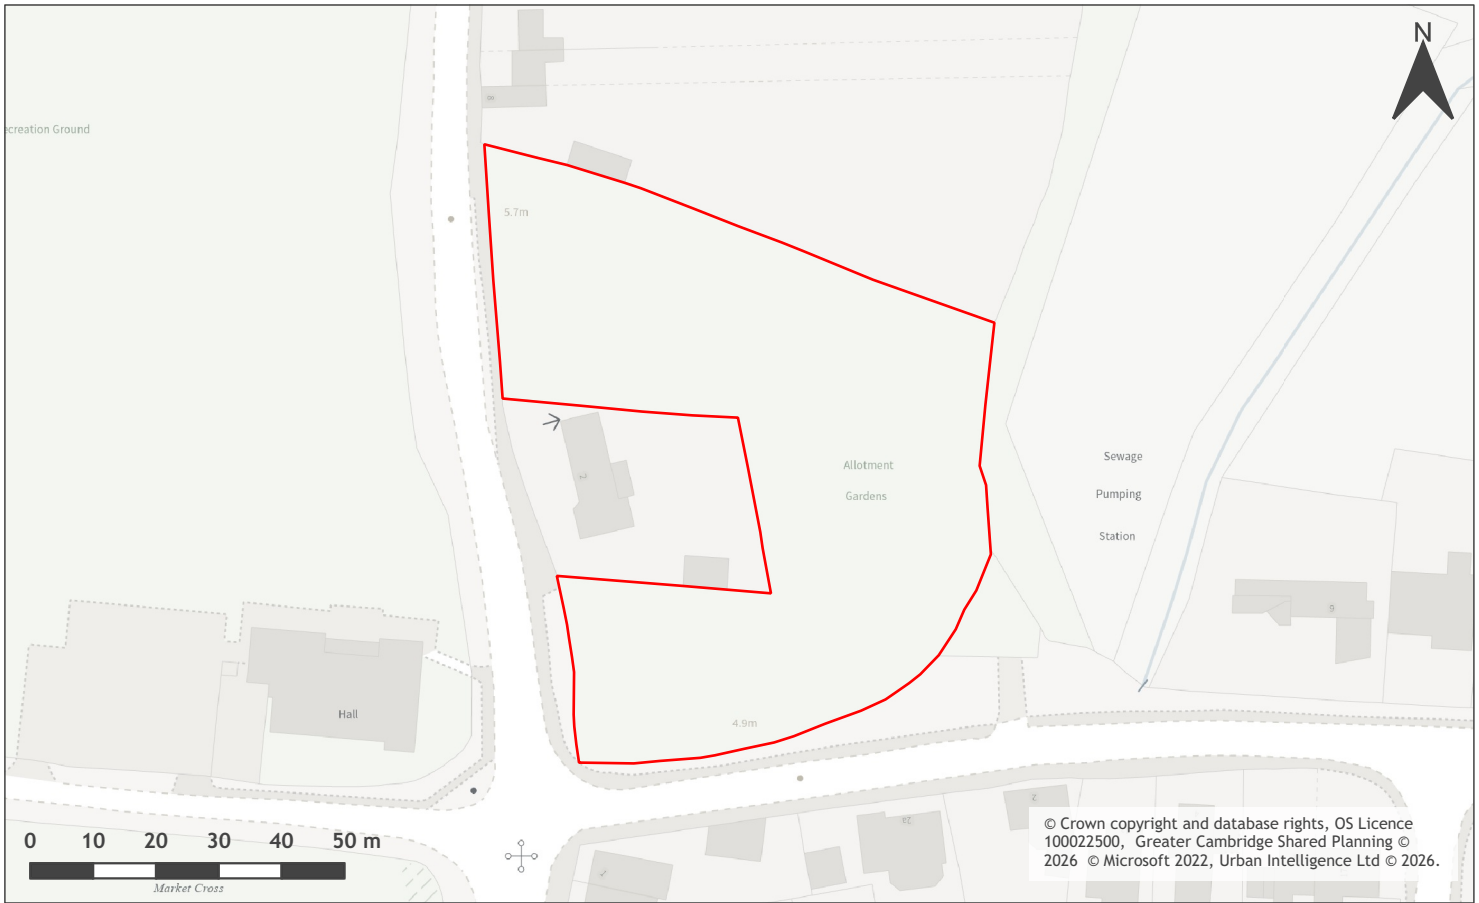 N
ecreation Ground
5.7m
Allotment
Gardens
Sewage
Pumping
Station
Hall
4.9m
2a
0 10 20 30 40 50 m
Market Cross
© Crown copyright and database rights, OS Licence
100022500, Greater Cambridge Shared Planning ©
2026 © Microsoft 2022, Urban Intelligence Ltd © 2026.